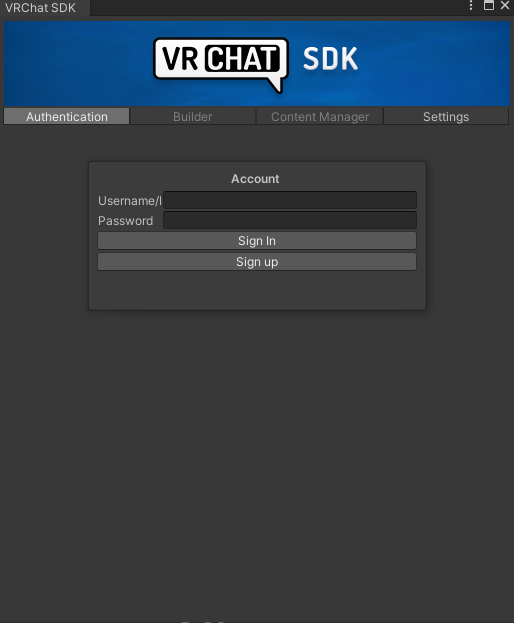 VRChat SDK
VRCHAT SDK
Authentication Builder Content Manager Settings
Account
Username/
Password
Sign In
Sign up